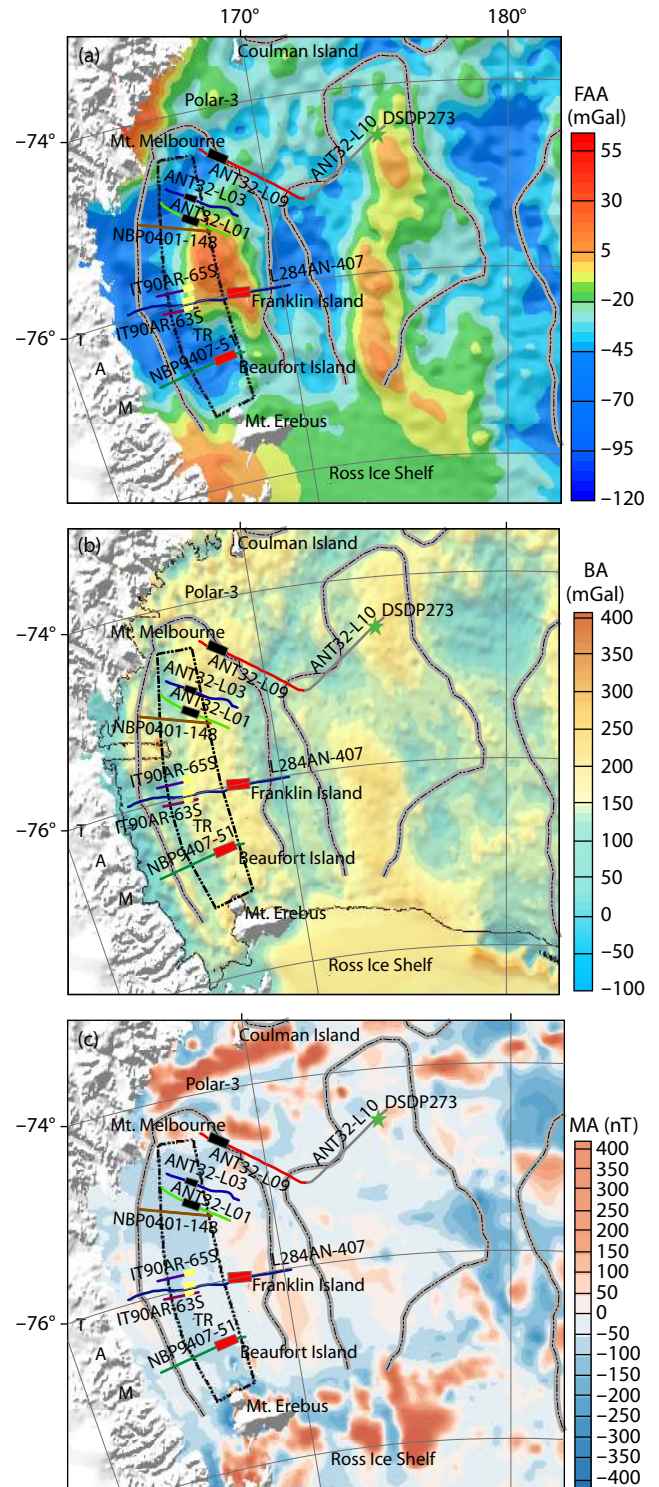 170°
180°
(a)
Coulman Island
FAA
(mGal)
Polar-3
DSDP273
−74°
Mt. Melbourne
ANT32-L10
ANT32-L09
ANT32-L03
ANT32-L01
NBP0401-148
L284AN-407
IT90AR-65S
Franklin Island
−76°
IT90AR-63S
TR
T
NBP9407-51
Beaufort Island
A
M
Mt. Erebus
Ross Ice Shelf
55
30
5
−20
−45
−70
−95
−120
(b)
Coulman Island
BA
(mGal)
Polar-3
DSDP273
−74°
Mt. Melbourne
ANT32-L10
ANT32-L09
ANT32-L03
ANT32-L01
NBP0401-148
L284AN-407
IT90AR-65S
Franklin Island
−76°
IT90AR-63S
TR
T
NBP9407-51
Beaufort Island
A
M
Mt. Erebus
Ross Ice Shelf
400
350
300
250
200
150
100
50
0
−50
−100
(c)
Coulman Island
Polar-3
DSDP273
−74°
Mt. Melbourne
ANT32-L10
MA (nT)
ANT32-L09
ANT32-L03
ANT32-L01
NBP0401-148
L284AN-407
IT90AR-65S
Franklin Island
−76°
IT90AR-63S
TR
T
NBP9407-51
Beaufort Island
A
M
Mt. Erebus
Ross Ice Shelf
400
350
300
250
200
150
100
50
0
−50
−100
−150
−200
−250
−300
−350
−400